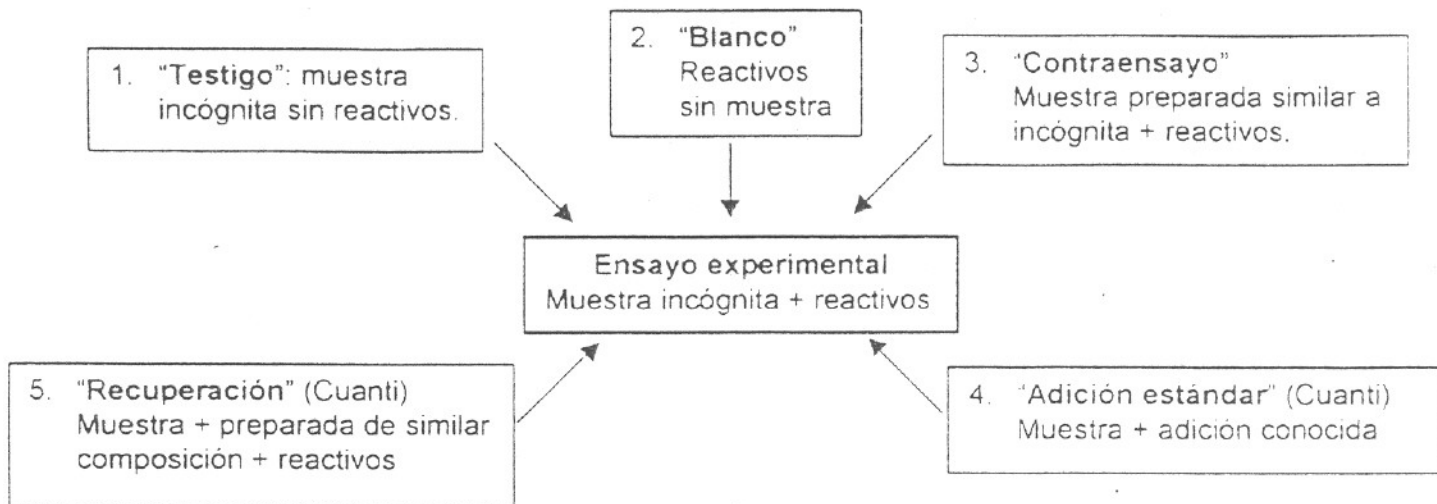 1. "Testigo": muestra
incógnita sin reactivos.
2. "Blanco"
Reactivos
sin muestra
3. "Contraensayo"
Muestra preparada similar a
incógnita + reactivos.
Ensayo experimental
Muestra incógnita + reactivos
5. "Recuperación" (Cuanti)
Muestra + preparada de similar
composición + reactivos
4. "Adición estándar" (Cuanti)
Muestra + adición conocida